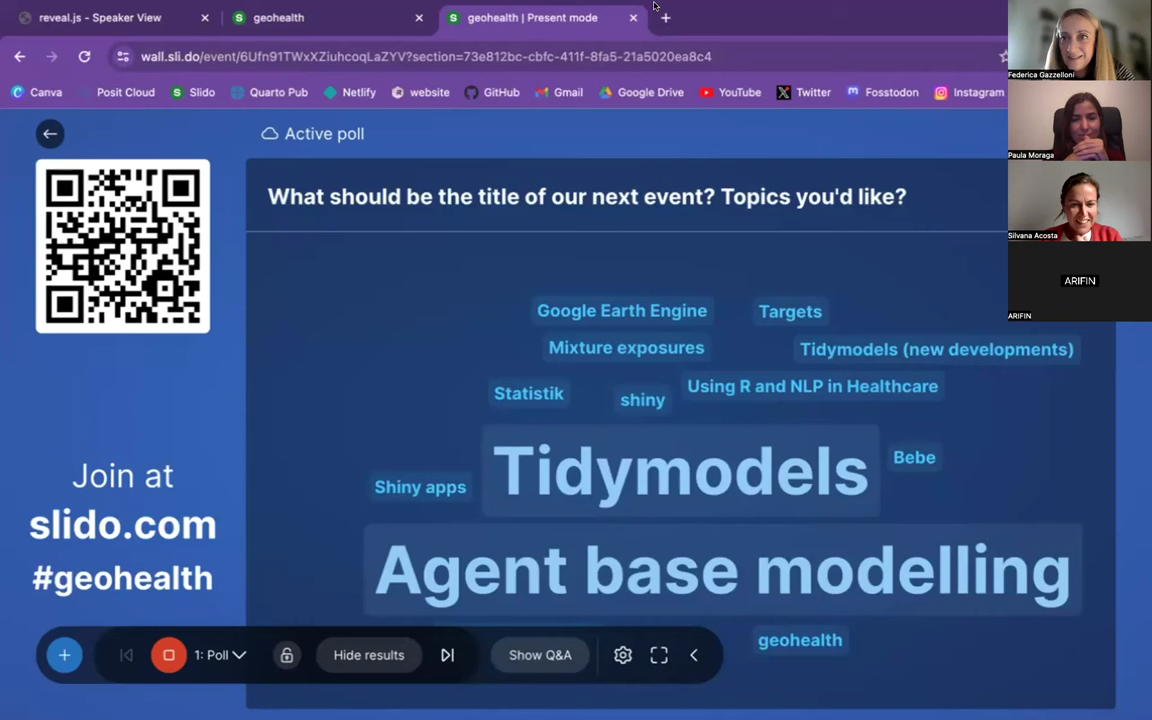 reveal.js - Speaker View
geohealth
geohealth | Present mode
wall.sli.do/event/6Ufn91TWxXZiuhcoqLaZYV?section=73e812bc-cbfc-411f-8fa5-21a5020ea8c4
Canva
Posit Cloud
Slido
Quarto Pub
Netlify
website
GitHub
Gmail
Google Drive
YouTube
Twitter
Fosstodon
Instagram
Federica Gazzelloni
Paula Moraga
Silvana Acosta
ARIFIN
ARIFIN
Active poll
What should be the title of our next event? Topics you'd like?
Google Earth Engine
Targets
Mixture exposures
Tidymodels (new developments)
Statistik
shiny
Using R and NLP in Healthcare
Tidymodels
Bebe
Shiny apps
Agent base modelling
geohealth
Join at
slido.com
#geohealth
1: Poll
Hide results
Show Q&A